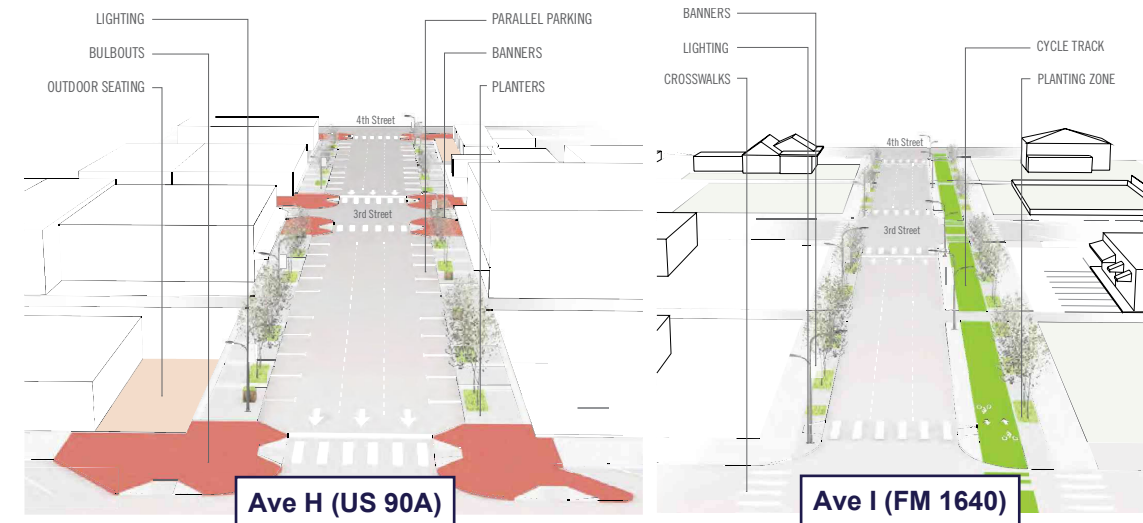 LIGHTING
BULBOUTS
OUTDOOR SEATING
PARALLEL PARKING
BANNERS
PLANTERS
4th Street
3rd Street
Ave H (US 90A)
BANNERS
LIGHTING
CROSSWALKS
CYCLE TRACK
PLANTING ZONE
4th Street
3rd Street
Ave I (FM 1640)